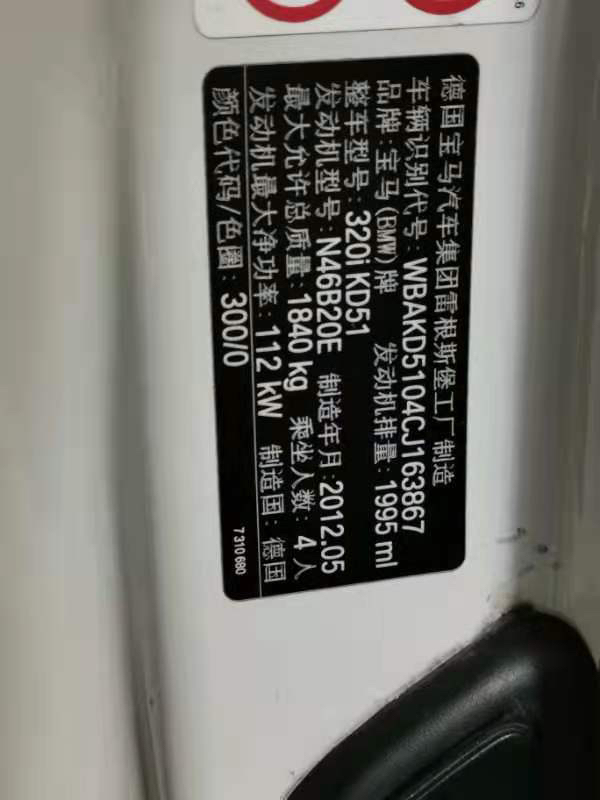 德国宝马汽车集团雷根斯堡工厂制造
车辆识别代号:WBAKD5104CJ163867
品牌:宝马(BMW)牌 发动机排量:1995 ml
整车型号:320i KD51
发动机型号:N46B20E 制造年月:2012.05
最大允许总质量:1840 kg 乘坐人数: 4 人
发动机最大净功率:112 kW 制造国: 德国
颜色代码/色圈:300/0
7 310 680